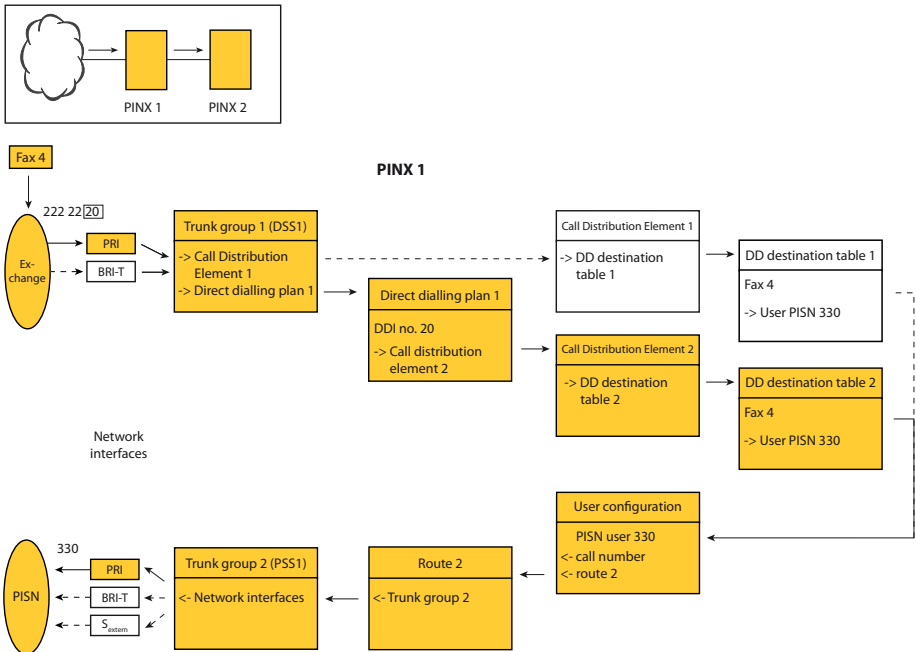 PINX 1
PINX 2
Fax 4
PINX 1
222 22 20
Ex-
change
PRI
BRI-T
Trunk group 1 (DSS1)
-> Call Distribution
Element 1
-> Direct dialling plan 1
Call Distribution Element 1
-> DD destination
table 1
DD destination table 1
Fax 4
-> User PISN 330
Direct dialling plan 1
DDI no. 20
-> Call distribution
element 2
Call Distribution Element 2
-> DD destination
table 2
DD destination table 2
Fax 4
-> User PISN 330
Network
interfaces
User configuration
PISN user 330
<- call number
<- route 2
Route 2
<- Trunk group 2
Trunk group 2 (PSS1)
<- Network interfaces
330
PRI
BRI-T
S extern
PISN